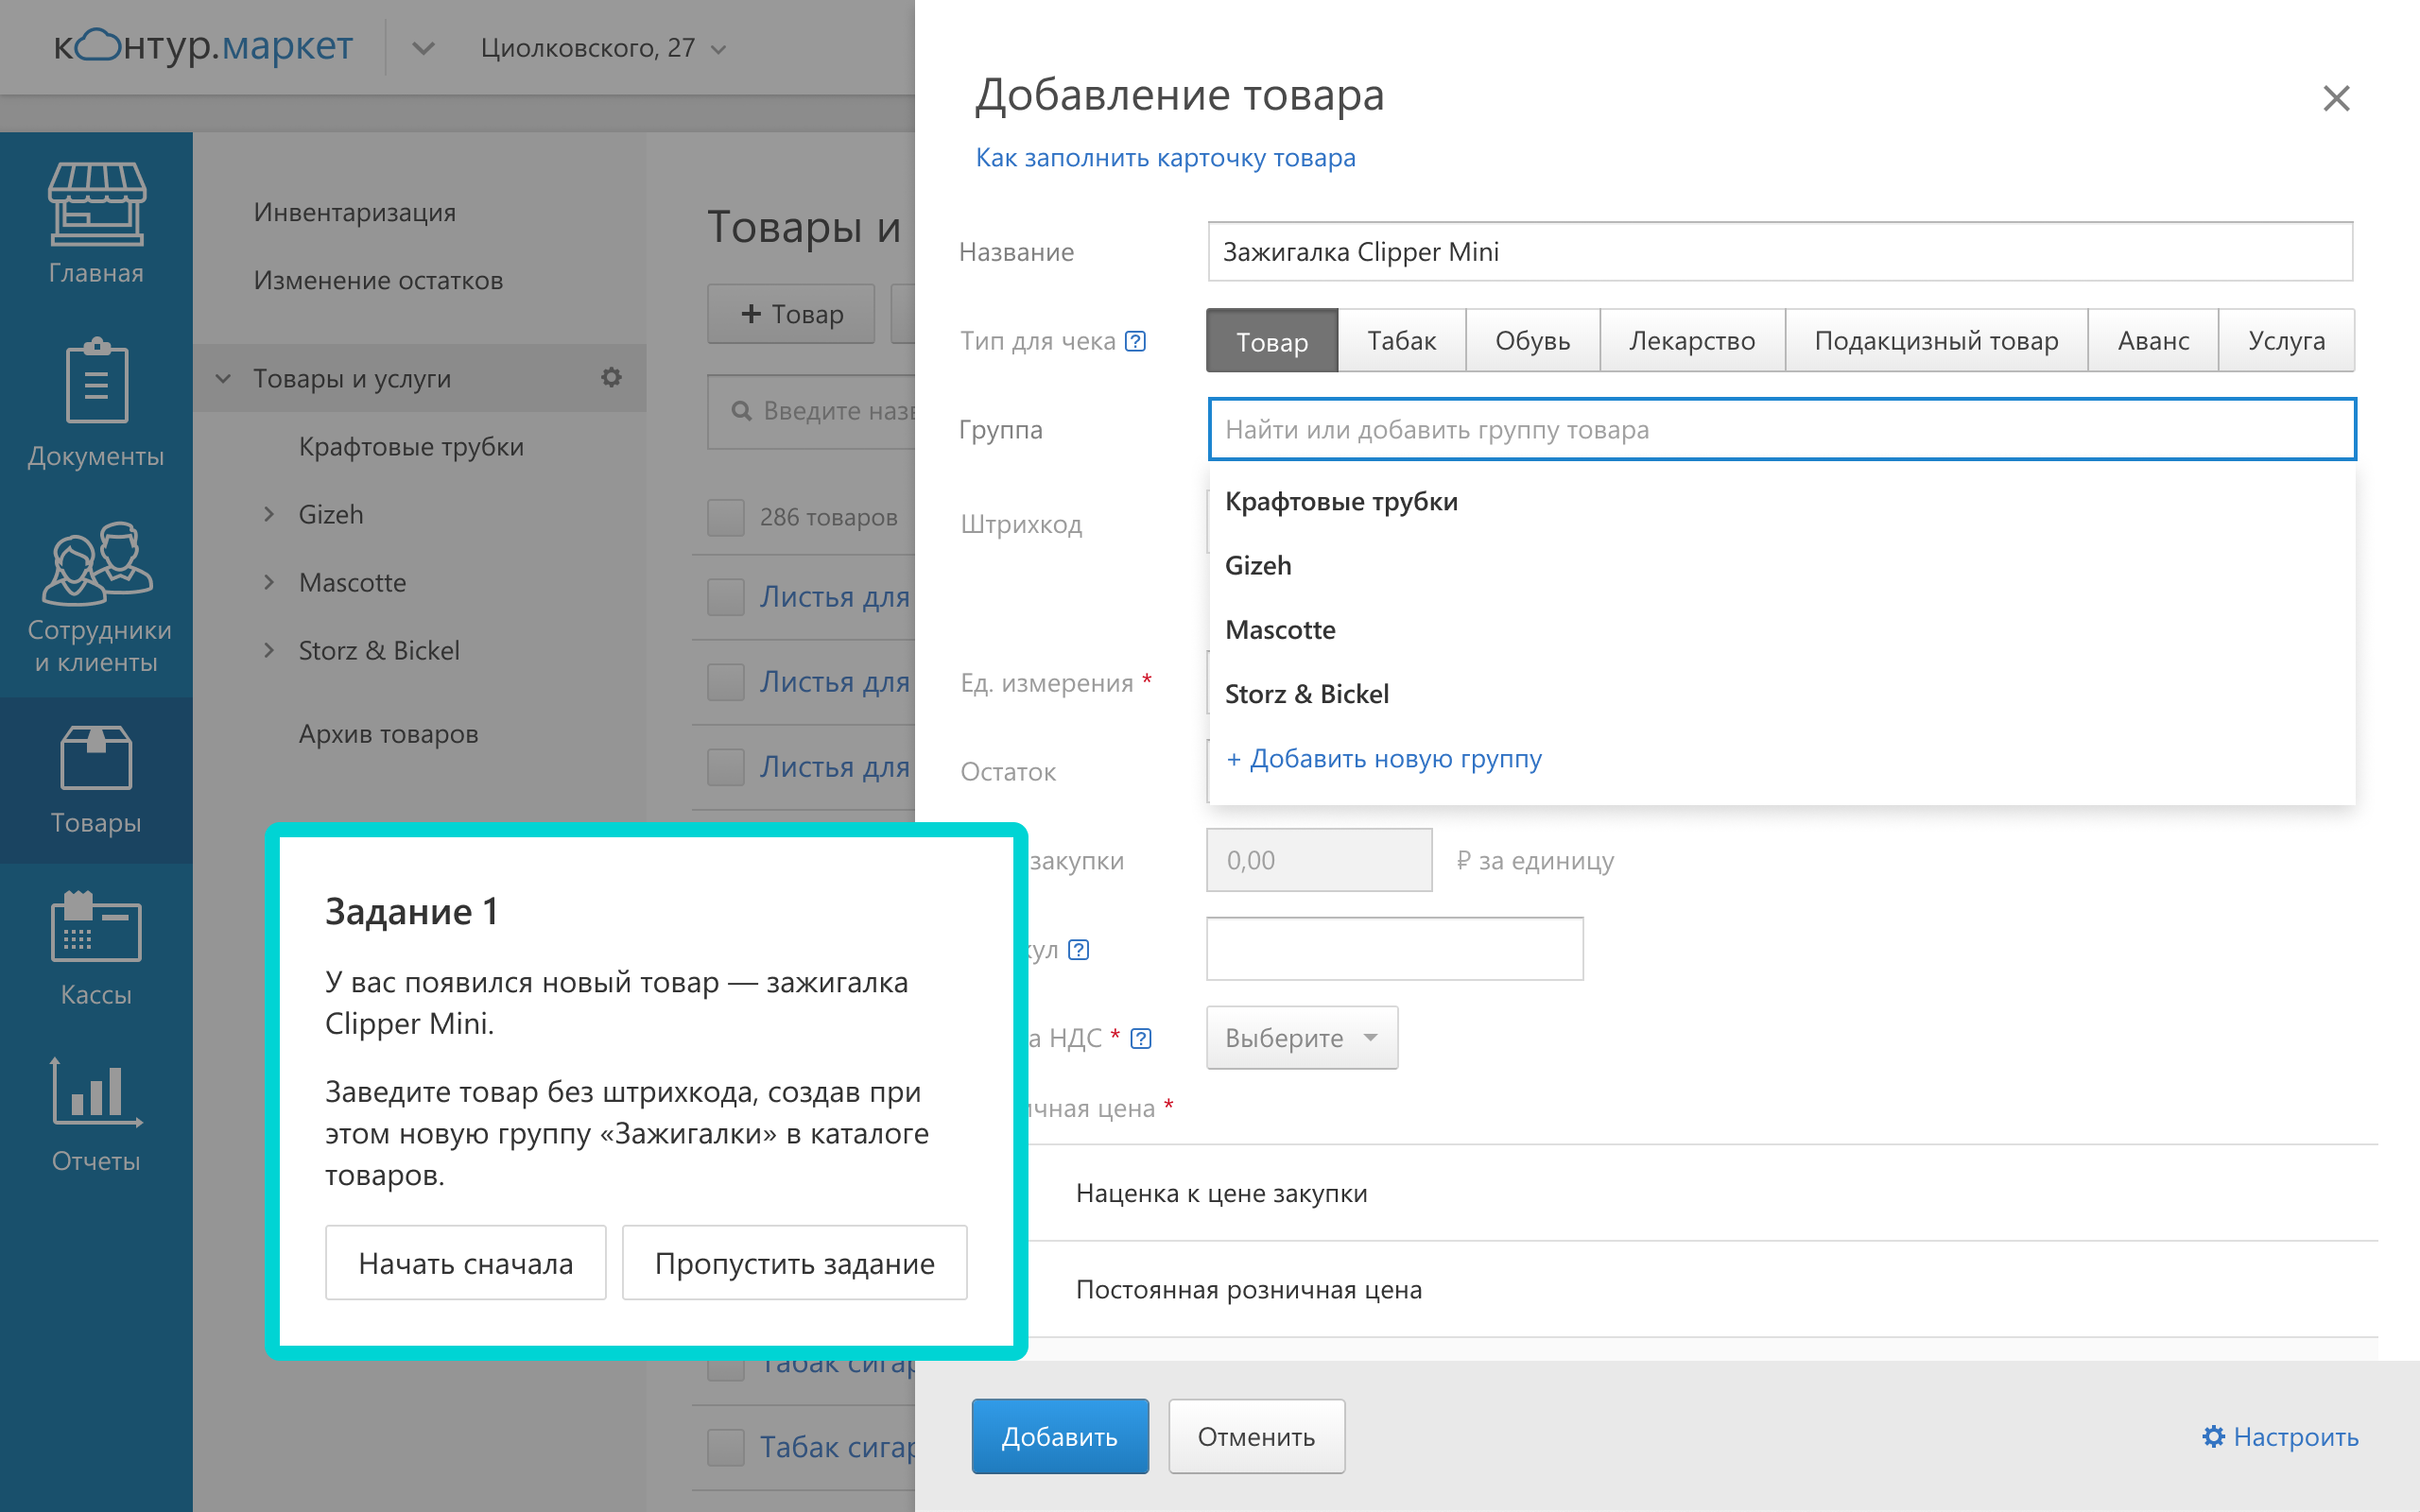 контур.маркет
Циолковского, 27
Главная
Документы
Сотрудники
и клиенты
Товары
Кассы
Отчеты
Инвентаризация
Изменение остатков
Товары и услуги
Крафтовые трубки
Gizeh
Mascotte
Storz & Bickel
Архив товаров
Товары и
+ Товар
Введите
286 товаров
Листья для
Листья для
Листья для
Табак
Табак
Добавление товара
Как заполнить карточку товара
Название
Зажигалка Clipper Mini
Тип для чека ?
Товар
Табак
Обувь
Лекарство
Подакцизный товар
Аванс
Услуга
Группа
Найти или добавить группу товара
Крафтовые трубки
Gizeh
Mascotte
Storz & Bickel
+ Добавить новую группу
Штрихкод
Ед. измерения *
Остаток
закупки
0,00
₽ за единицу
?
НДС * ?
Выберите
цена *
Наценка к цене закупки
Постоянная розничная цена
Добавить
Отменить
Настроить
Задание 1
У вас появился новый товар — зажигалка
Clipper Mini.
Заведите товар без штрихкода, создав при
этом новую группу «Зажигалки» в каталоге
товаров.
Начать сначала
Пропустить задание